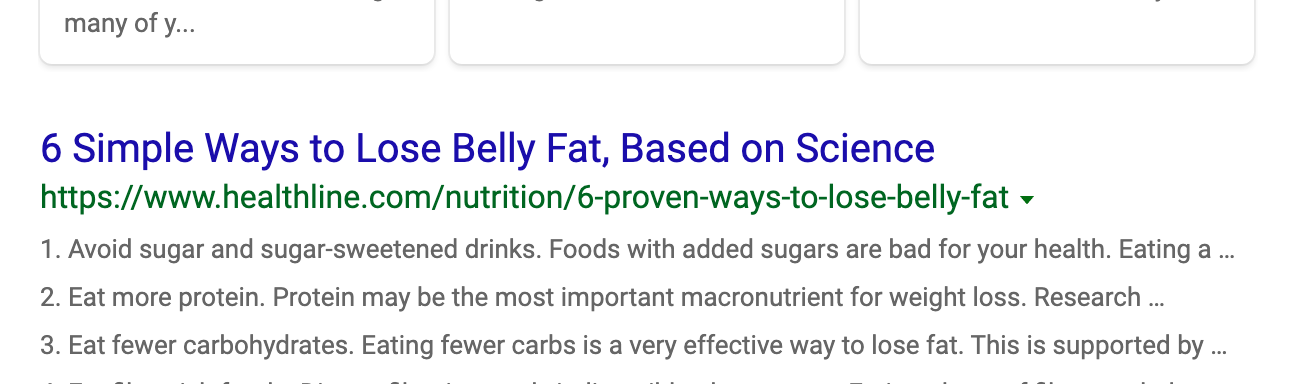 many of y...
6 Simple Ways to Lose Belly Fat, Based on Science
https://www.healthline.com/nutrition/6-proven-ways-to-lose-belly-fat
1. Avoid sugar and sugar-sweetened drinks. Foods with added sugars are bad for your health. Eating a ...
2. Eat more protein. Protein may be the most important macronutrient for weight loss. Research ...
3. Eat fewer carbohydrates. Eating fewer carbs is a very effective way to lose fat. This is supported by ...